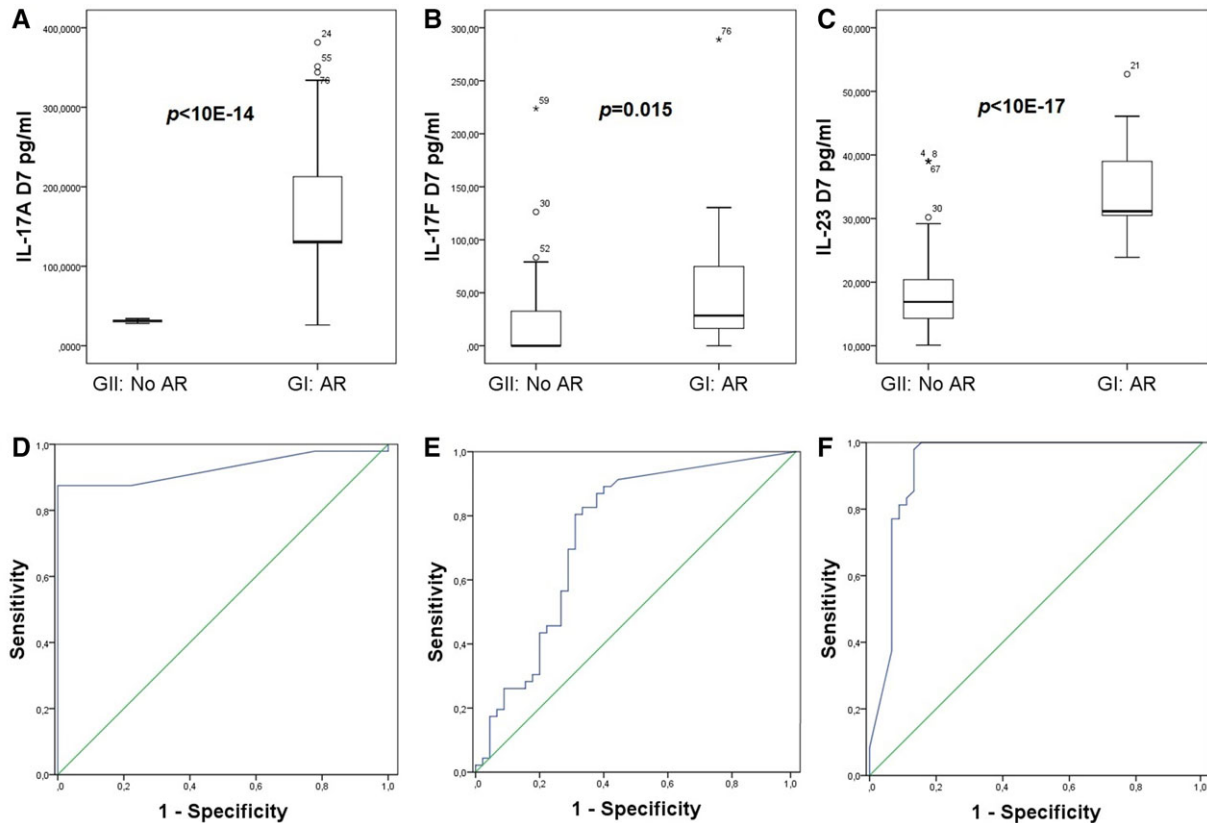 A
IL-17A D7 pg/ml
400,0000
300,0000
200,0000
100,0000
,0000
24
55
76
p<10E-14
GII: No AR
GI: AR
B
IL-17F D7 pg/ml
300,00
250,00
200,00
150,00
100,00
50,00
,00
59
30
52
76
p=0.015
GII: No AR
GI: AR
C
IL-23 D7 pg/ml
60,000
50,000
40,000
30,000
20,000
10,000
4 8
67
30
21
p<10E-17
GII: No AR
GI: AR
D
Sensitivity
1,0
0,8
0,6
0,4
0,2
0,0
,0 0,2 0,4 0,6 0,8 1,0
1 - Specificity
E
Sensitivity
1,0
0,8
0,6
0,4
0,2
0,0
,0 0,2 0,4 0,6 0,8 1,0
1 - Specificity
F
Sensitivity
1,0
0,8
0,6
0,4
0,2
0,0
,0 0,2 0,4 0,6 0,8 1,0
1 - Specificity